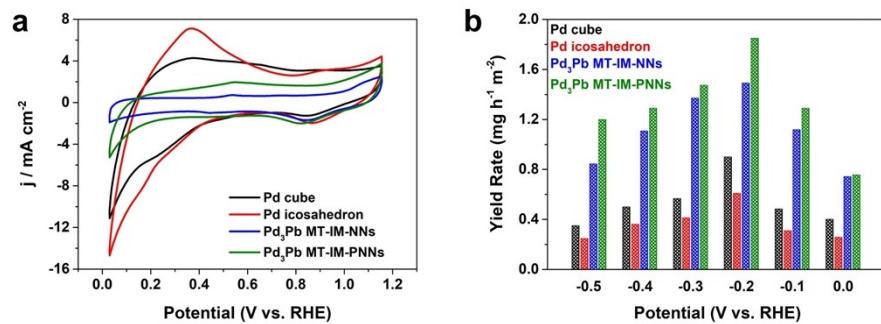 a
8
4
0
-4
-8
-12
-16
j / mA cm⁻²
Pd cube
Pd icosahedron
Pd₃Pb MT-IM-NNs
Pd₃Pb MT-IM-PNNs
0.0 0.2 0.4 0.6 0.8 1.0 1.2
Potential (V vs. RHE)
b
2.0
1.6
1.2
0.8
0.4
0.0
Yield Rate (mg h⁻¹ m⁻²)
Pd cube
Pd icosahedron
Pd₃Pb MT-IM-NNs
Pd₃Pb MT-IM-PNNs
-0.5 -0.4 -0.3 -0.2 -0.1 0.0
Potential (V vs. RHE)